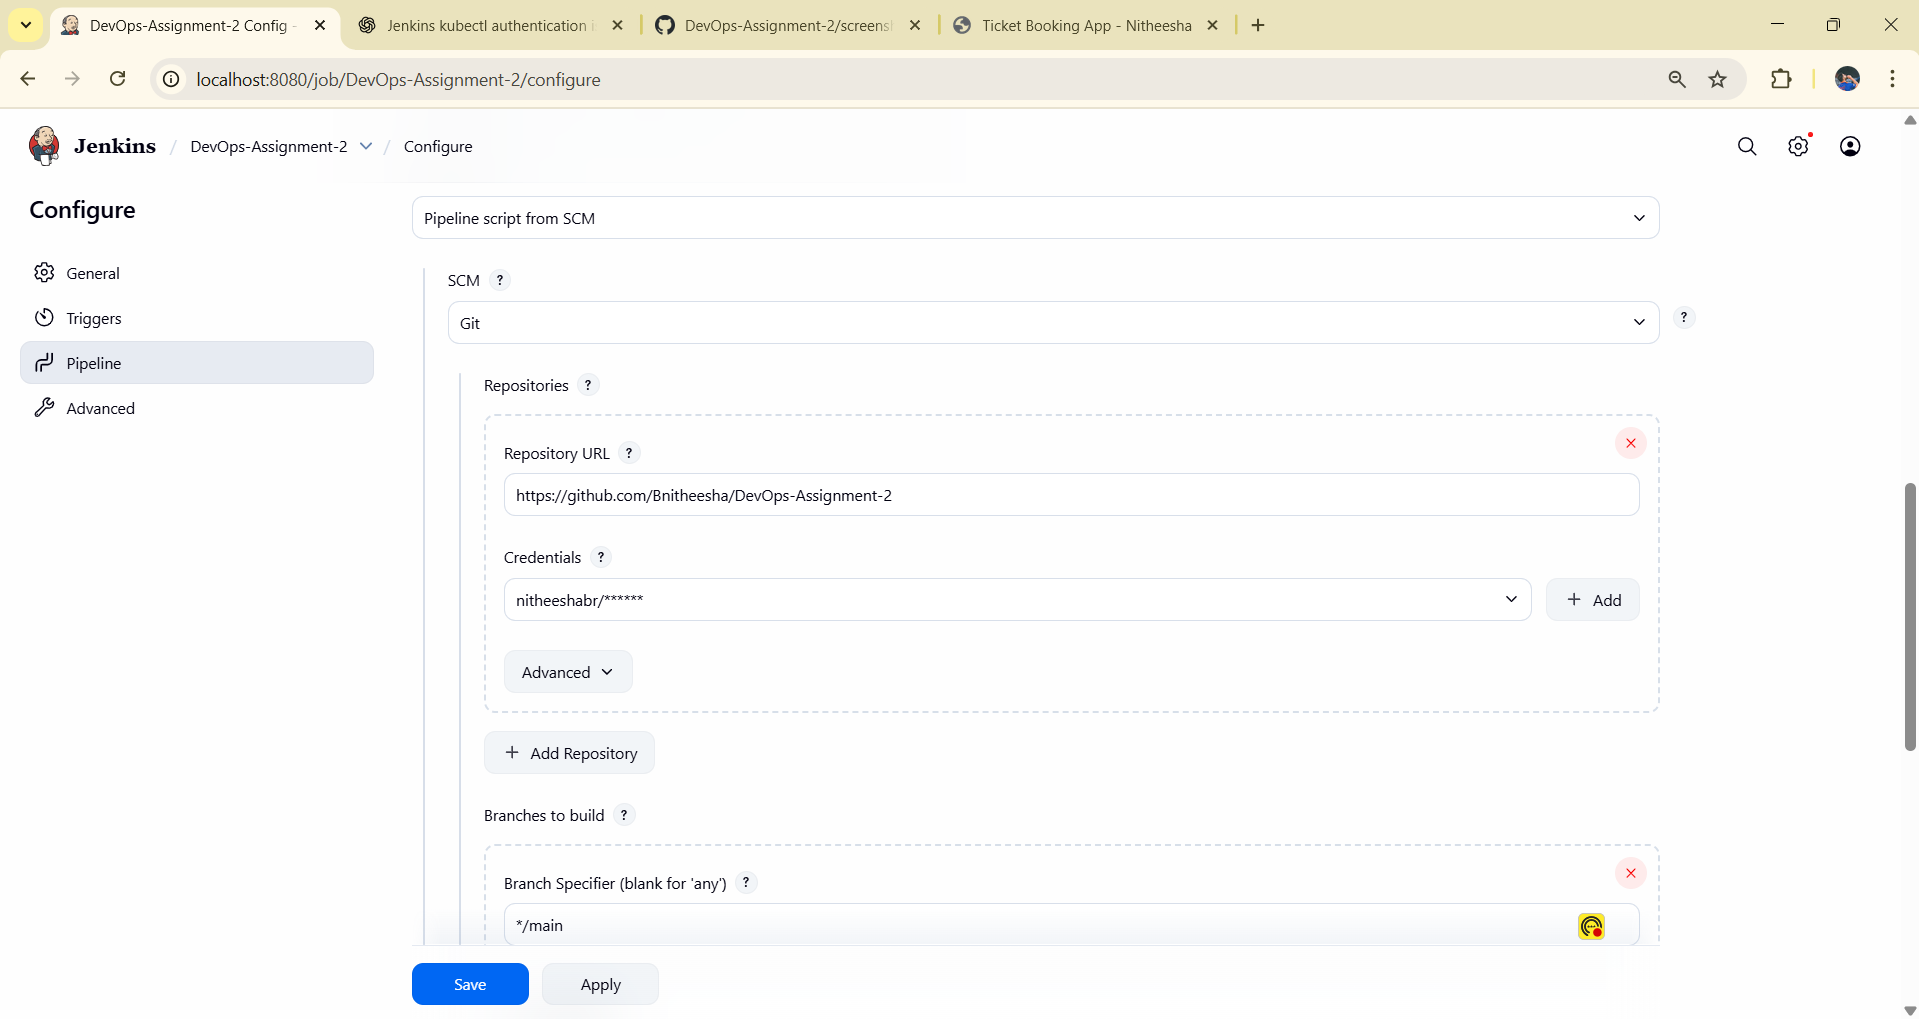 DevOps-Assignment-2 Config -
Jenkins kubectl authentication i
DevOps-Assignment-2/screensh
Ticket Booking App - Nitheesha
localhost:8080/job/DevOps-Assignment-2/configure
Jenkins / DevOps-Assignment-2 / Configure
Configure
General
Triggers
Pipeline
Advanced
Pipeline script from SCM
SCM ?
Git
?
Repositories ?
Repository URL ?
https://github.com/Bnitheesha/DevOps-Assignment-2
Credentials ?
nitheeshabr/******
+ Add
Advanced
+ Add Repository
Branches to build ?
Branch Specifier (blank for 'any') ?
*/main
Save
Apply